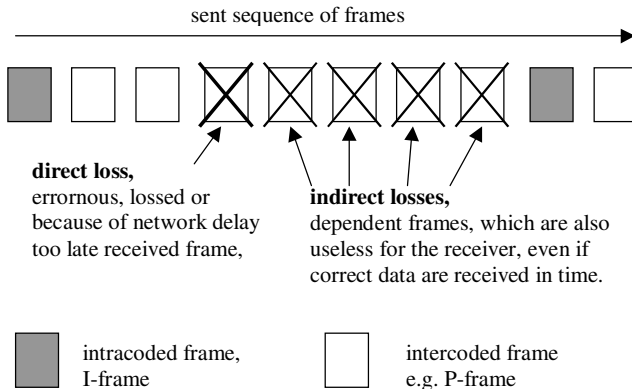 sent sequence of frames
direct loss,
errornous, lossed or
because of network delay
too late received frame,
indirect losses,
dependent frames, which are also
useless for the receiver, even if
correct data are received in time.
intracoded frame,
I-frame
intercoded frame
e.g. P-frame